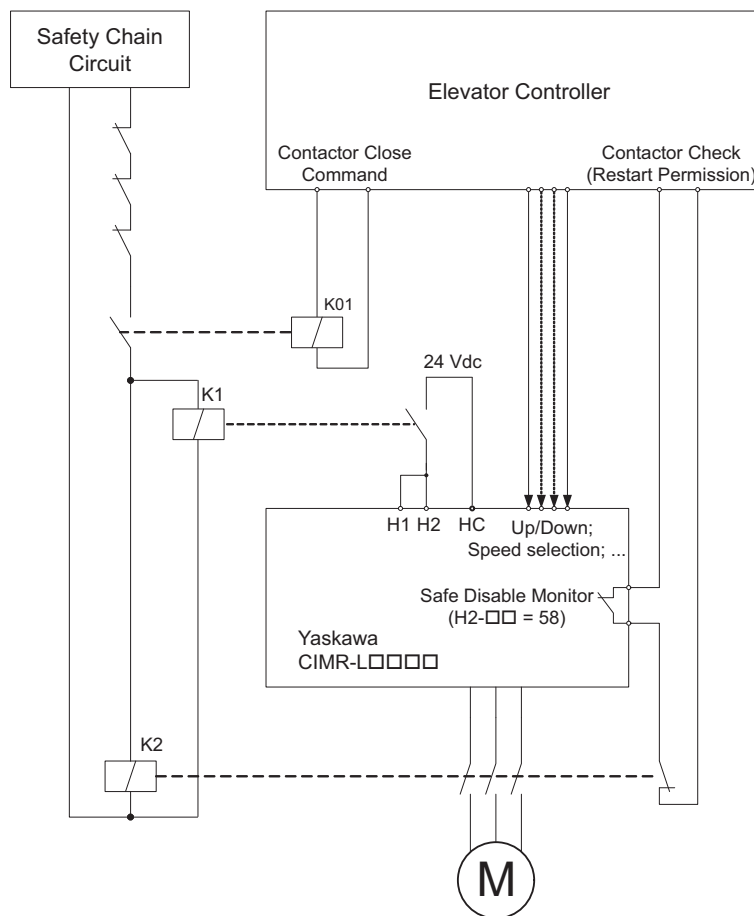 Safety Chain
Circuit
Elevator Controller
Contactor Close
Command
Contactor Check
(Restart Permission)
K01
24 Vdc
K1
H1 H2 HC Up/Down;
Speed selection; ...
Safe Disable Monitor
(H2-□□ = 58)
Yaskawa
CIMR-L□□□□
K2
M